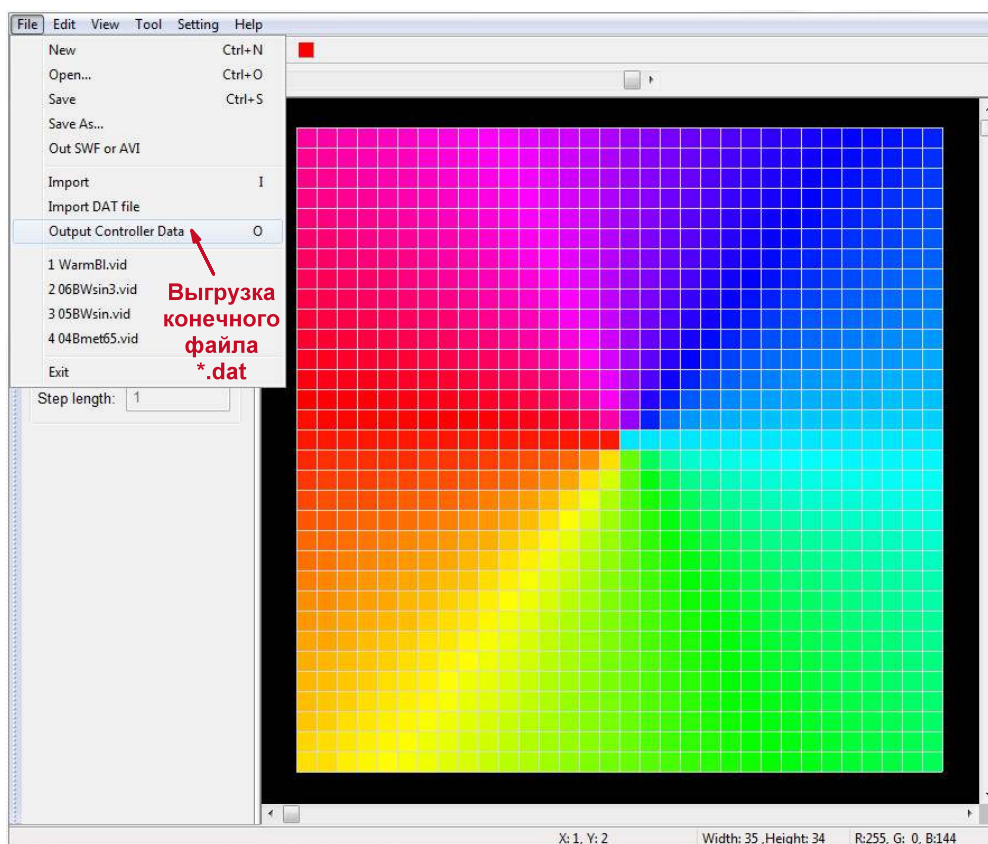 File Edit View Tool Setting Help
New Ctrl+N
Open... Ctrl+O
Save Ctrl+S
Save As...
Out SWF or AVI
Import I
Import DAT file
Output Controller Data O
1 WarmBl.vid
2 06BWsin3.vid
3 05BWsin.vid
4 04Bmet65.vid
Exit
Выгрузка
конечного
файла
*.dat
Step length: 1
X: 1, Y: 2 Width: 35 ,Height: 34 R:255, G: 0, B:144